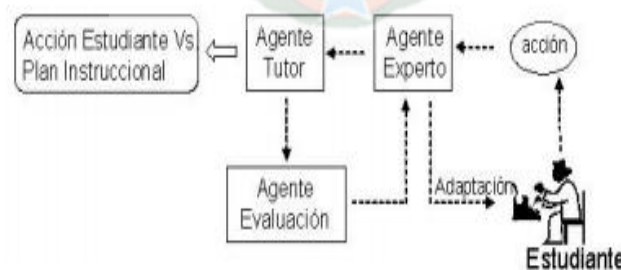 Acción Estudiante Vs
Plan Instruccional
Agente
Tutor
Agente
Experto
acción
Agente
Evaluación
Adaptación
Estudiante